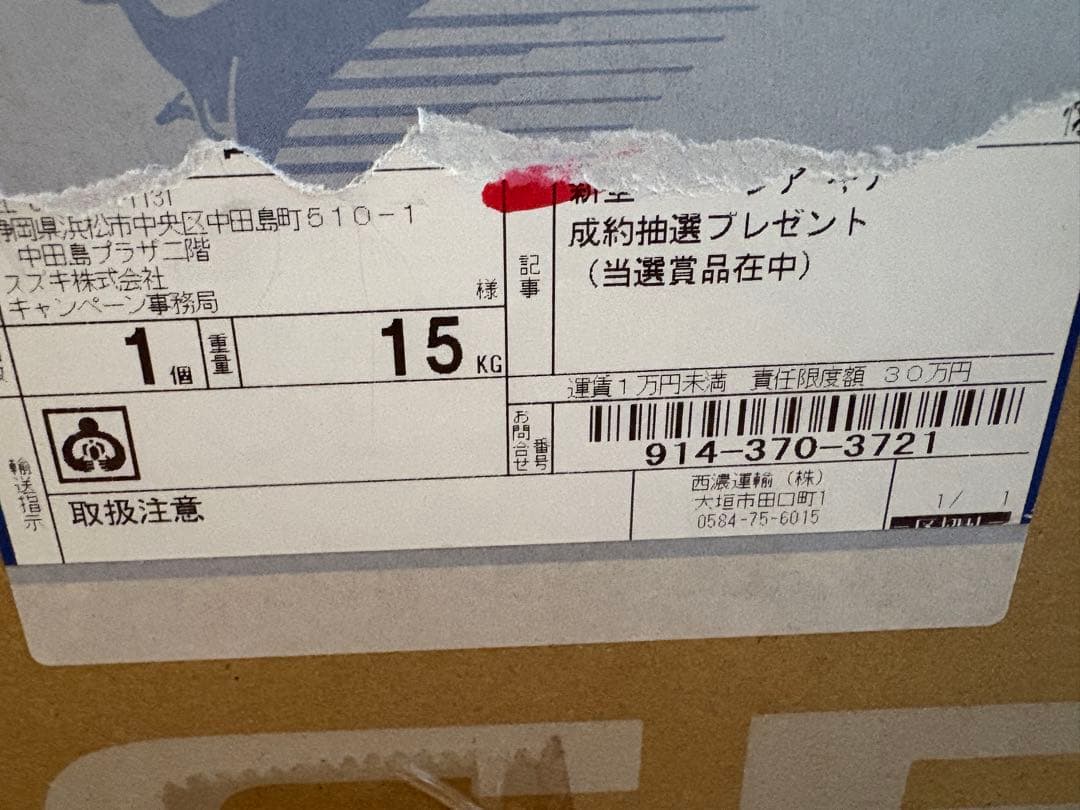 1131
静岡県浜松市中央区中田島町510-1
中田島プラザ二階
スズキ株式会社
キャンペーン事務局
様
1個
重量
15KG
輸送指示
取扱注意
記事
成約抽選プレゼント
（当選賞品在中）
運賃1万円未満 責任限度額 30万円
お問合せ番号
914-370-3721
西濃運輸（株）
大垣市田口町1
0584-75-6015
1/ 1